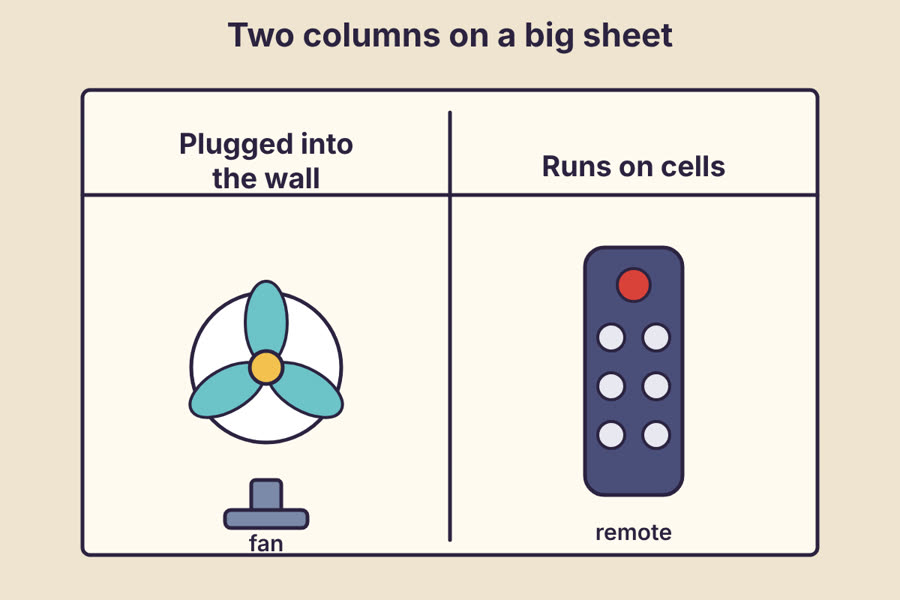 Two columns on a big sheet
Plugged into
the wall
Runs on cells
fan
remote